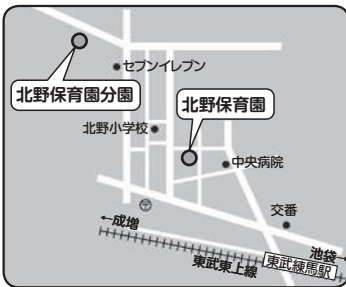 セブンイレブン
北野保育園分園
北野保育園
北野小学校
中央病院
交番
←成増
池袋→
東武東上線
東武練馬駅